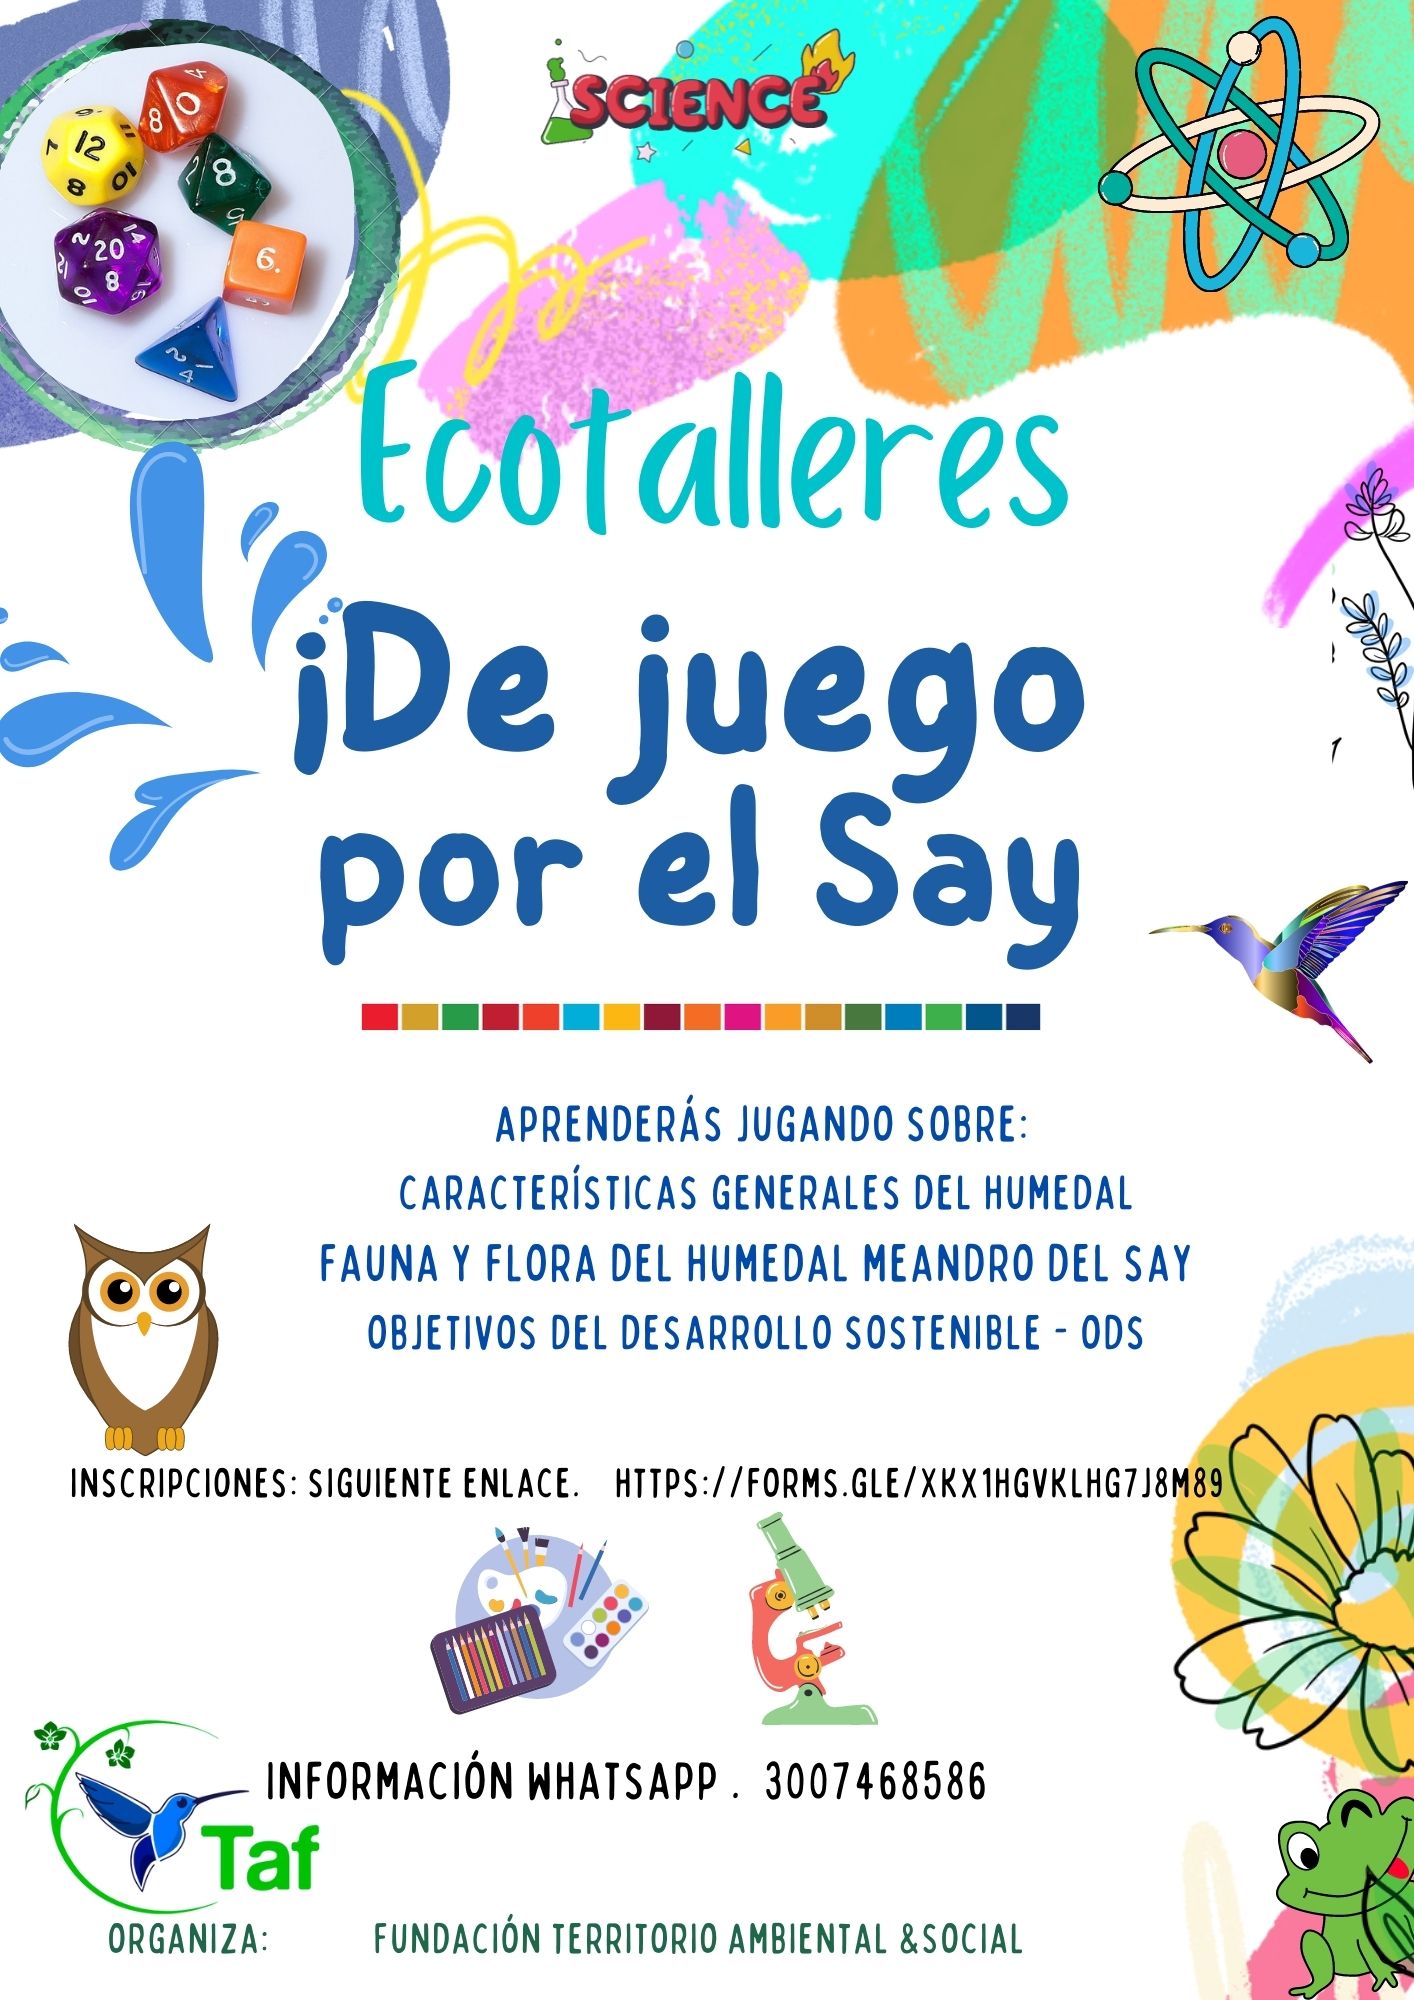 SCIENCE
Ecotalleres
¡De juego
por el Say
APRENDERÁS JUGANDO SOBRE:
CARACTERÍSTICAS GENERALES DEL HUMEDAL
FAUNA Y FLORA DEL HUMEDAL MEANDRO DEL SAY
OBJETIVOS DEL DESARROLLO SOSTENIBLE - ODS
INSCRIPCIONES: SIGUIENTE ENLACE. HTTPS://FORMS.GLE/XKX1HGVKLHG7J8M89
INFORMACIÓN WHATSAPP . 3007468586
Taf
ORGANIZA: FUNDACIÓN TERRITORIO AMBIENTAL &SOCIAL